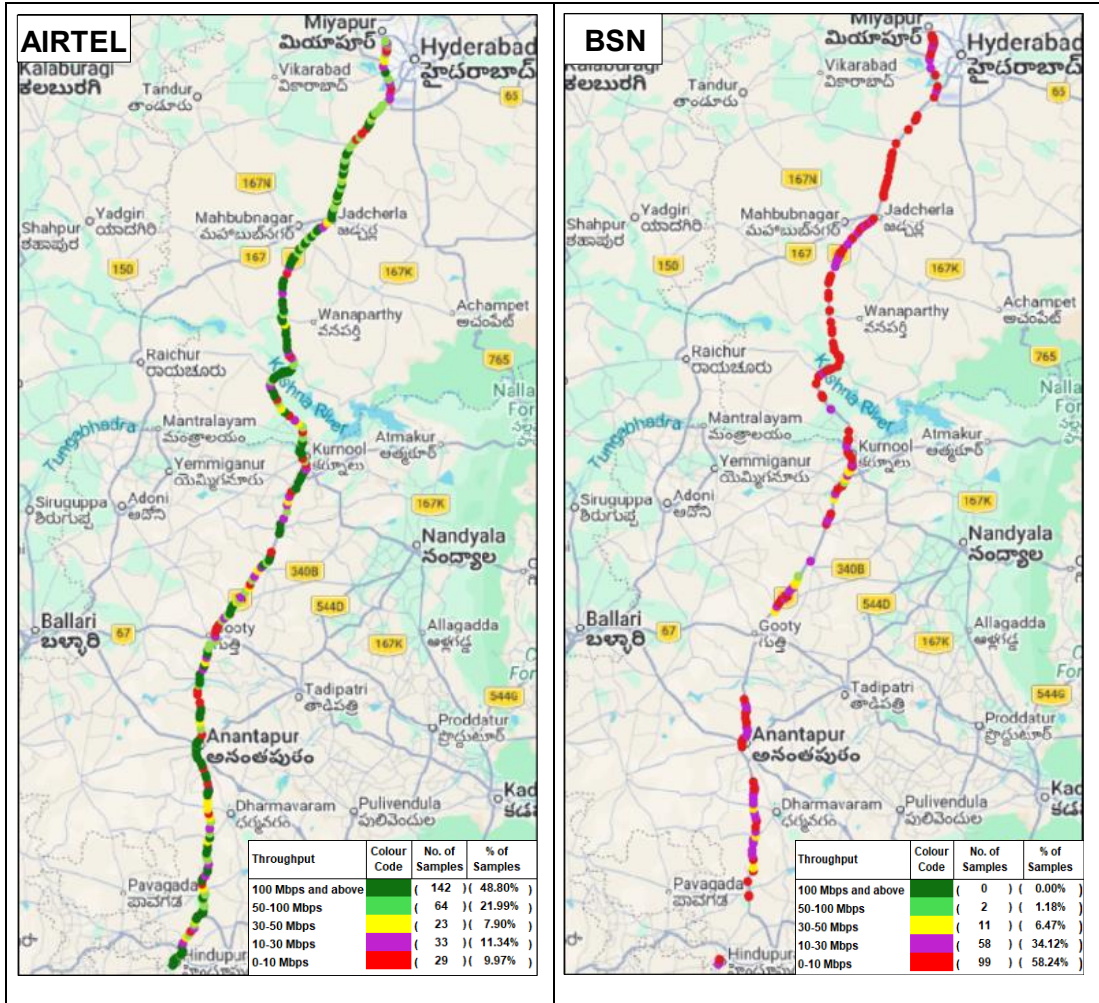 AIRTEL
Miyapur
మియాపూర్
Hyderabad
హైదరాబాద్
Kalaburagi
ಕಲಬುರಗಿ
Vikarabad
వికారాబాద్
Tandur
తాండూరు
65
167N
Yadgiri
ಯಾದಗಿರಿ
Mahbubnagar
మహబూబ్‌నగర్
Jadcherla
జడ్చర్ల
Shahpur
ಶಹಾಪುರ
167
150
167K
Achampet
అచంపేట్
Wanaparthy
వనపర్తి
Raichur
ರಾಯಚೂರು
765
Krishna River
Nalla
For
Mantralayam
మంత్రాలయం
Tungabhadra
Kurnool
కర్నూలు
Atmakur
ఆత్మకూర్
Yemmiganur
యెమ్మిగనూరు
Adoni
ఆదోని
Siruguppa
ಸಿರುಗುಪ್ಪ
167K
Nandyala
నంద్యాల
340B
544D
Ballari
ಬಳ್ಳಾರಿ
67
Gooty
గుత్తి
Allagadda
ఆళ్లగడ్డ
167K
Tadipatri
తాడిపత్రి
544G
Proddatur
ప్రొద్దుటూర్
Anantapur
అనంతపురం
Kad
కడప
Dharmavaram
ధర్మవరం
Pulivendula
పులివెందుల
Pavagada
ಪಾವಗಡ
Hindupur
Throughput Colour Code No. of Samples % of Samples
100 Mbps and above ( 142 )( 48.80% )
50-100 Mbps ( 64 )( 21.99% )
30-50 Mbps ( 23 )( 7.90% )
10-30 Mbps ( 33 )( 11.34% )
0-10 Mbps ( 29 )( 9.97% )
BSN
Miyapur
మియాపూర్
Hyderabad
హైదరాబాద్
Kalaburagi
ಕಲಬುರಗಿ
Vikarabad
వికారాబాద్
Tandur
తాండూరు
65
167N
Yadgiri
ಯಾದಗಿರಿ
Mahbubnagar
మహబూబ్‌నగర్
Jadcherla
జడ్చర్ల
Shahpur
ಶಹಾಪುರ
167
150
167K
Achampet
అచంపేట్
Wanaparthy
వనపర్తి
Raichur
ರಾಯಚೂರು
765
Krishna River
Nalla
For
Mantralayam
మంత్రాలయం
Tungabhadra
Kurnool
కర్నూలు
Atmakur
ఆత్మకూర్
Yemmiganur
యెమ్మిగనూరు
Adoni
ఆదోని
Siruguppa
ಸಿರುಗುಪ್ಪ
167K
Nandyala
నంద్యాల
340B
544D
Ballari
ಬಳ್ಳಾರಿ
67
Gooty
గుత్తి
Allagadda
ఆళ్లగడ్డ
167K
Tadipatri
తాడిపత్రి
544G
Proddatur
ప్రొద్దుటూర్
Anantapur
అనంతపురం
Kad
కడప
Dharmavaram
ధర్మవరం
Pulivendula
పులివెందుల
Pavagada
ಪಾವಗಡ
Hindupur
Throughput Colour Code No. of Samples % of Samples
100 Mbps and above ( 0 )( 0.00% )
50-100 Mbps ( 2 )( 1.18% )
30-50 Mbps ( 11 )( 6.47% )
10-30 Mbps ( 58 )( 34.12% )
0-10 Mbps ( 99 )( 58.24% )